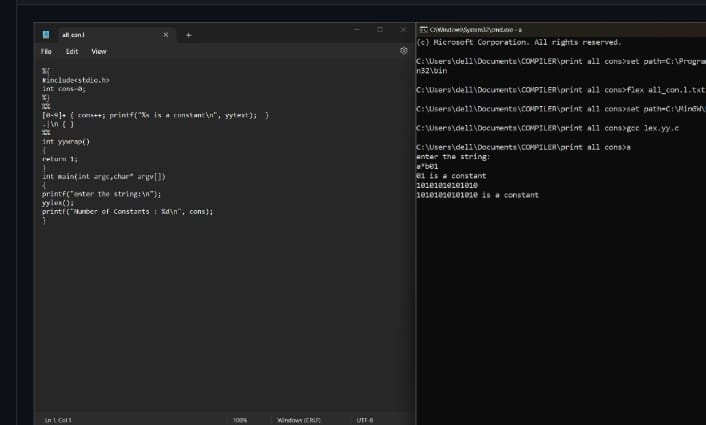 all_con.l
File Edit View
%{
#include<stdio.h>
int cons=0;
%}
%%
[0-9]+ { cons++; printf("%s is a constant\n", yytext); }
.|\n { }
%%
int yywrap()
{
return 1;
}
int main(int argc,char* argv[])
{
printf("enter the string:\n");
yylex();
printf("Number of Constants : %d\n", cons);
}
Ln 1, Col 1 100% Windows (CRLF) UTF-8
C:\Windows\System32\cmd.exe - a
(c) Microsoft Corporation. All rights reserved.
C:\Users\dell\Documents\COMPILER\print all cons>set path=C:\Progra
n32\bin
C:\Users\dell\Documents\COMPILER\print all cons>flex all_con.l.txt
C:\Users\dell\Documents\COMPILER\print all cons>set path=C:\MinGW\
C:\Users\dell\Documents\COMPILER\print all cons>gcc lex.yy.c
C:\Users\dell\Documents\COMPILER\print all cons>a
enter the string:
a*b01
01 is a constant
10101010101010
10101010101010 is a constant